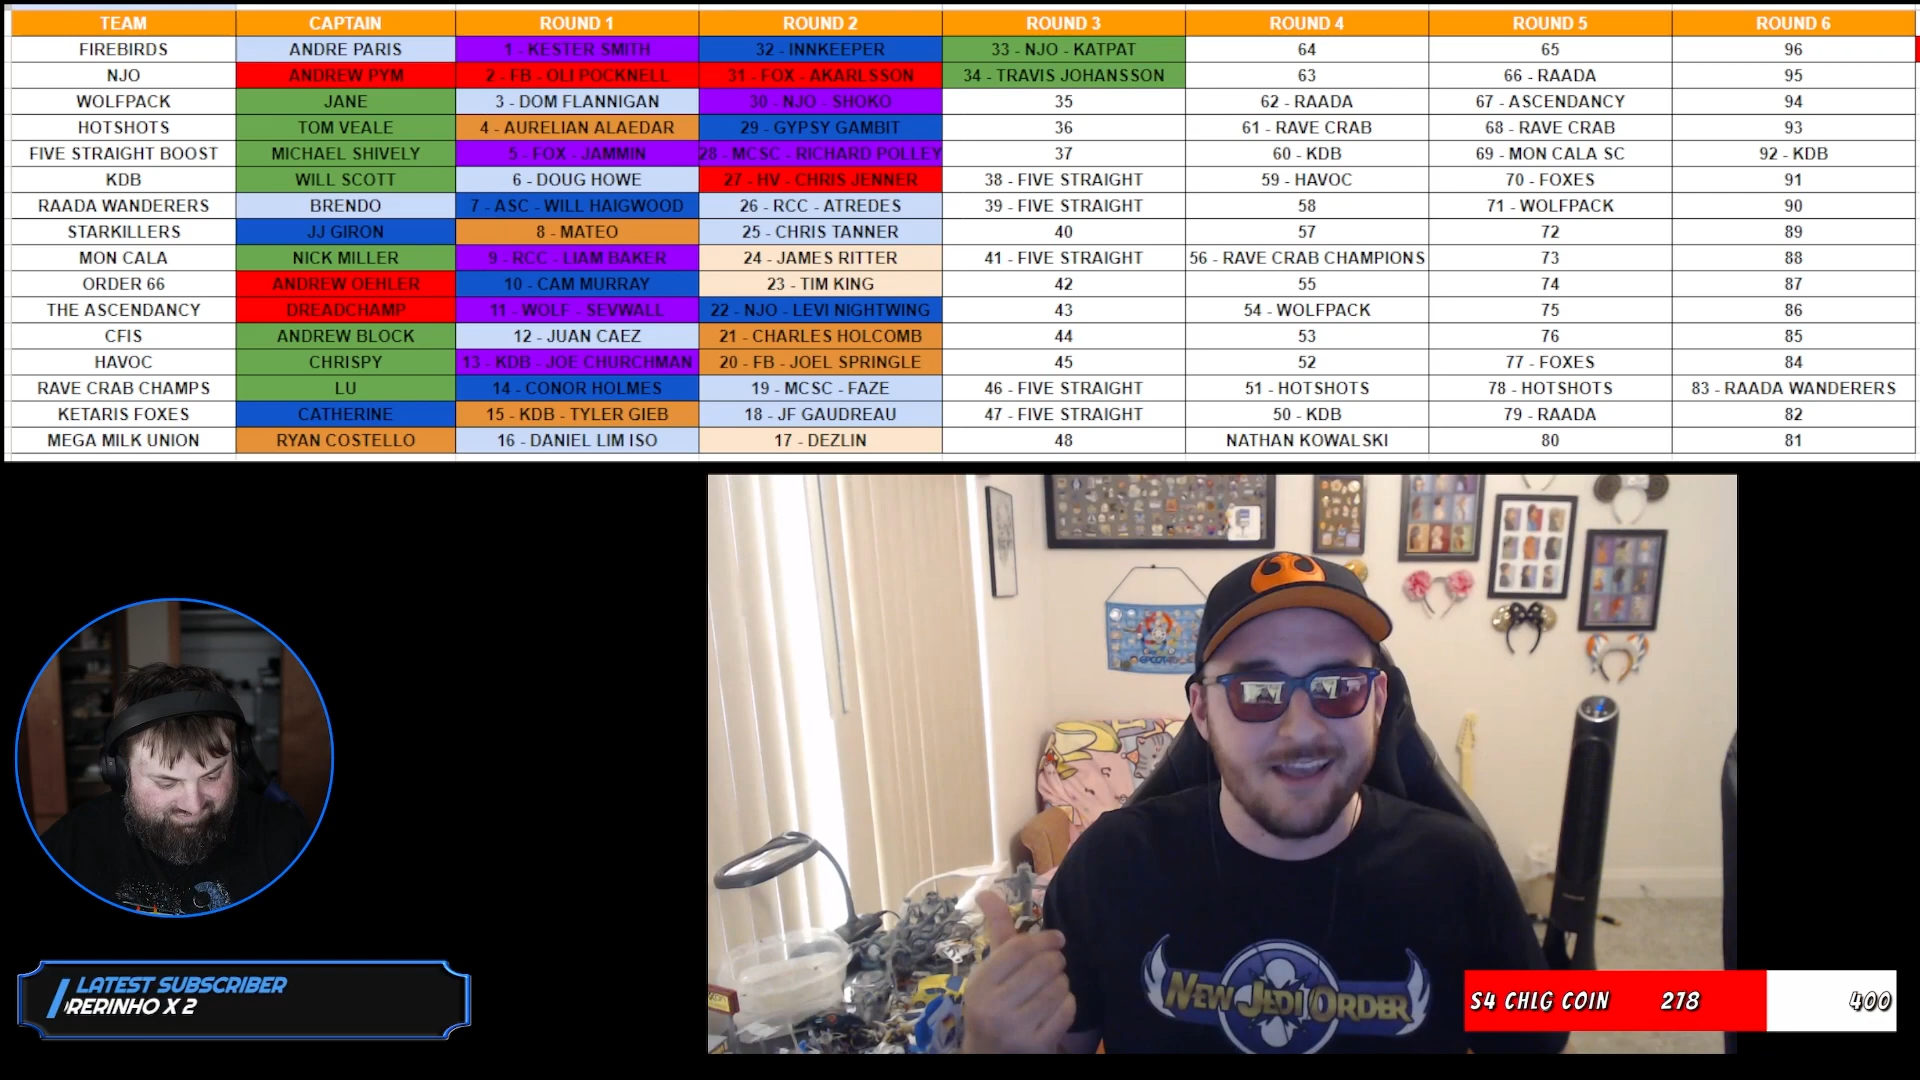 TEAM CAPTAIN ROUND 1 ROUND 2 ROUND 3 ROUND 4 ROUND 5 ROUND 6
FIREBIRDS ANDRE PARIS 1 - KESTER SMITH 32 - INNKEEPER 33 - NJO - KATPAT 64 65 96
NJO ANDREW PYM 2 - FB - OLI POCKNELL 31 - FOX - AKARLSSON 34 - TRAVIS JOHANSSON 63 66 - RAADA 95
WOLFPACK JANE 3 - DOM FLANNIGAN 30 - NJO - SHOKO 35 62 - RAADA 67 - ASCENDANCY 94
HOTSHOTS TOM VEALE 4 - AURELIAN ALAEDAR 29 - GYPSY GAMBIT 36 61 - RAVE CRAB 68 - RAVE CRAB 93
FIVE STRAIGHT BOOST MICHAEL SHIVELY 5 - FOX - JAMMIN 28 - MCSC - RICHARD POLLEY 37 60 - KDB 69 - MON CALA SC 92 - KDB
KDB WILL SCOTT 6 - DOUG HOWE 27 - HV - CHRIS JENNER 38 - FIVE STRAIGHT 59 - HAVOC 70 - FOXES 91
RAADA WANDERERS BRENDO 7 - ASC - WILL HAIGWOOD 26 - RCC - ATREDES 39 - FIVE STRAIGHT 58 71 - WOLFPACK 90
STARKILLERS JJ GIRON 8 - MATEO 25 - CHRIS TANNER 40 57 72 89
MON CALA NICK MILLER 9 - RCC - LIAM BAKER 24 - JAMES RITTER 41 - FIVE STRAIGHT 56 - RAVE CRAB CHAMPIONS 73 88
ORDER 66 ANDREW OEHLER 10 - CAM MURRAY 23 - TIM KING 42 55 74 87
THE ASCENDANCY DREADCHAMP 11 - WOLF - SEVWALL 22 - NJO - LEVI NIGHTWING 43 54 - WOLFPACK 75 86
CFIS ANDREW BLOCK 12 - JUAN CAEZ 21 - CHARLES HOLCOMB 44 53 76 85
HAVOC CHRISPY 13 - KDB - JOE CHURCHMAN 20 - FB - JOEL SPRINGLE 45 52 77 - FOXES 84
RAVE CRAB CHAMPS LU 14 - CONOR HOLMES 19 - MCSC - FAZE 46 - FIVE STRAIGHT 51 - HOTSHOTS 78 - HOTSHOTS 83 - RAADA WANDERERS
KETARIS FOXES CATHERINE 15 - KDB - TYLER GIEB 18 - JF GAUDREAU 47 - FIVE STRAIGHT 50 - KDB 79 - RAADA 82
MEGA MILK UNION RYAN COSTELLO 16 - DANIEL LIM ISO 17 - DEZLIN 48 NATHAN KOWALSKI 80 81
EPCOT
NEW JEDI ORDER
LATEST SUBSCRIBER
RERINHO X 2
S4 CHLG COIN 278 400